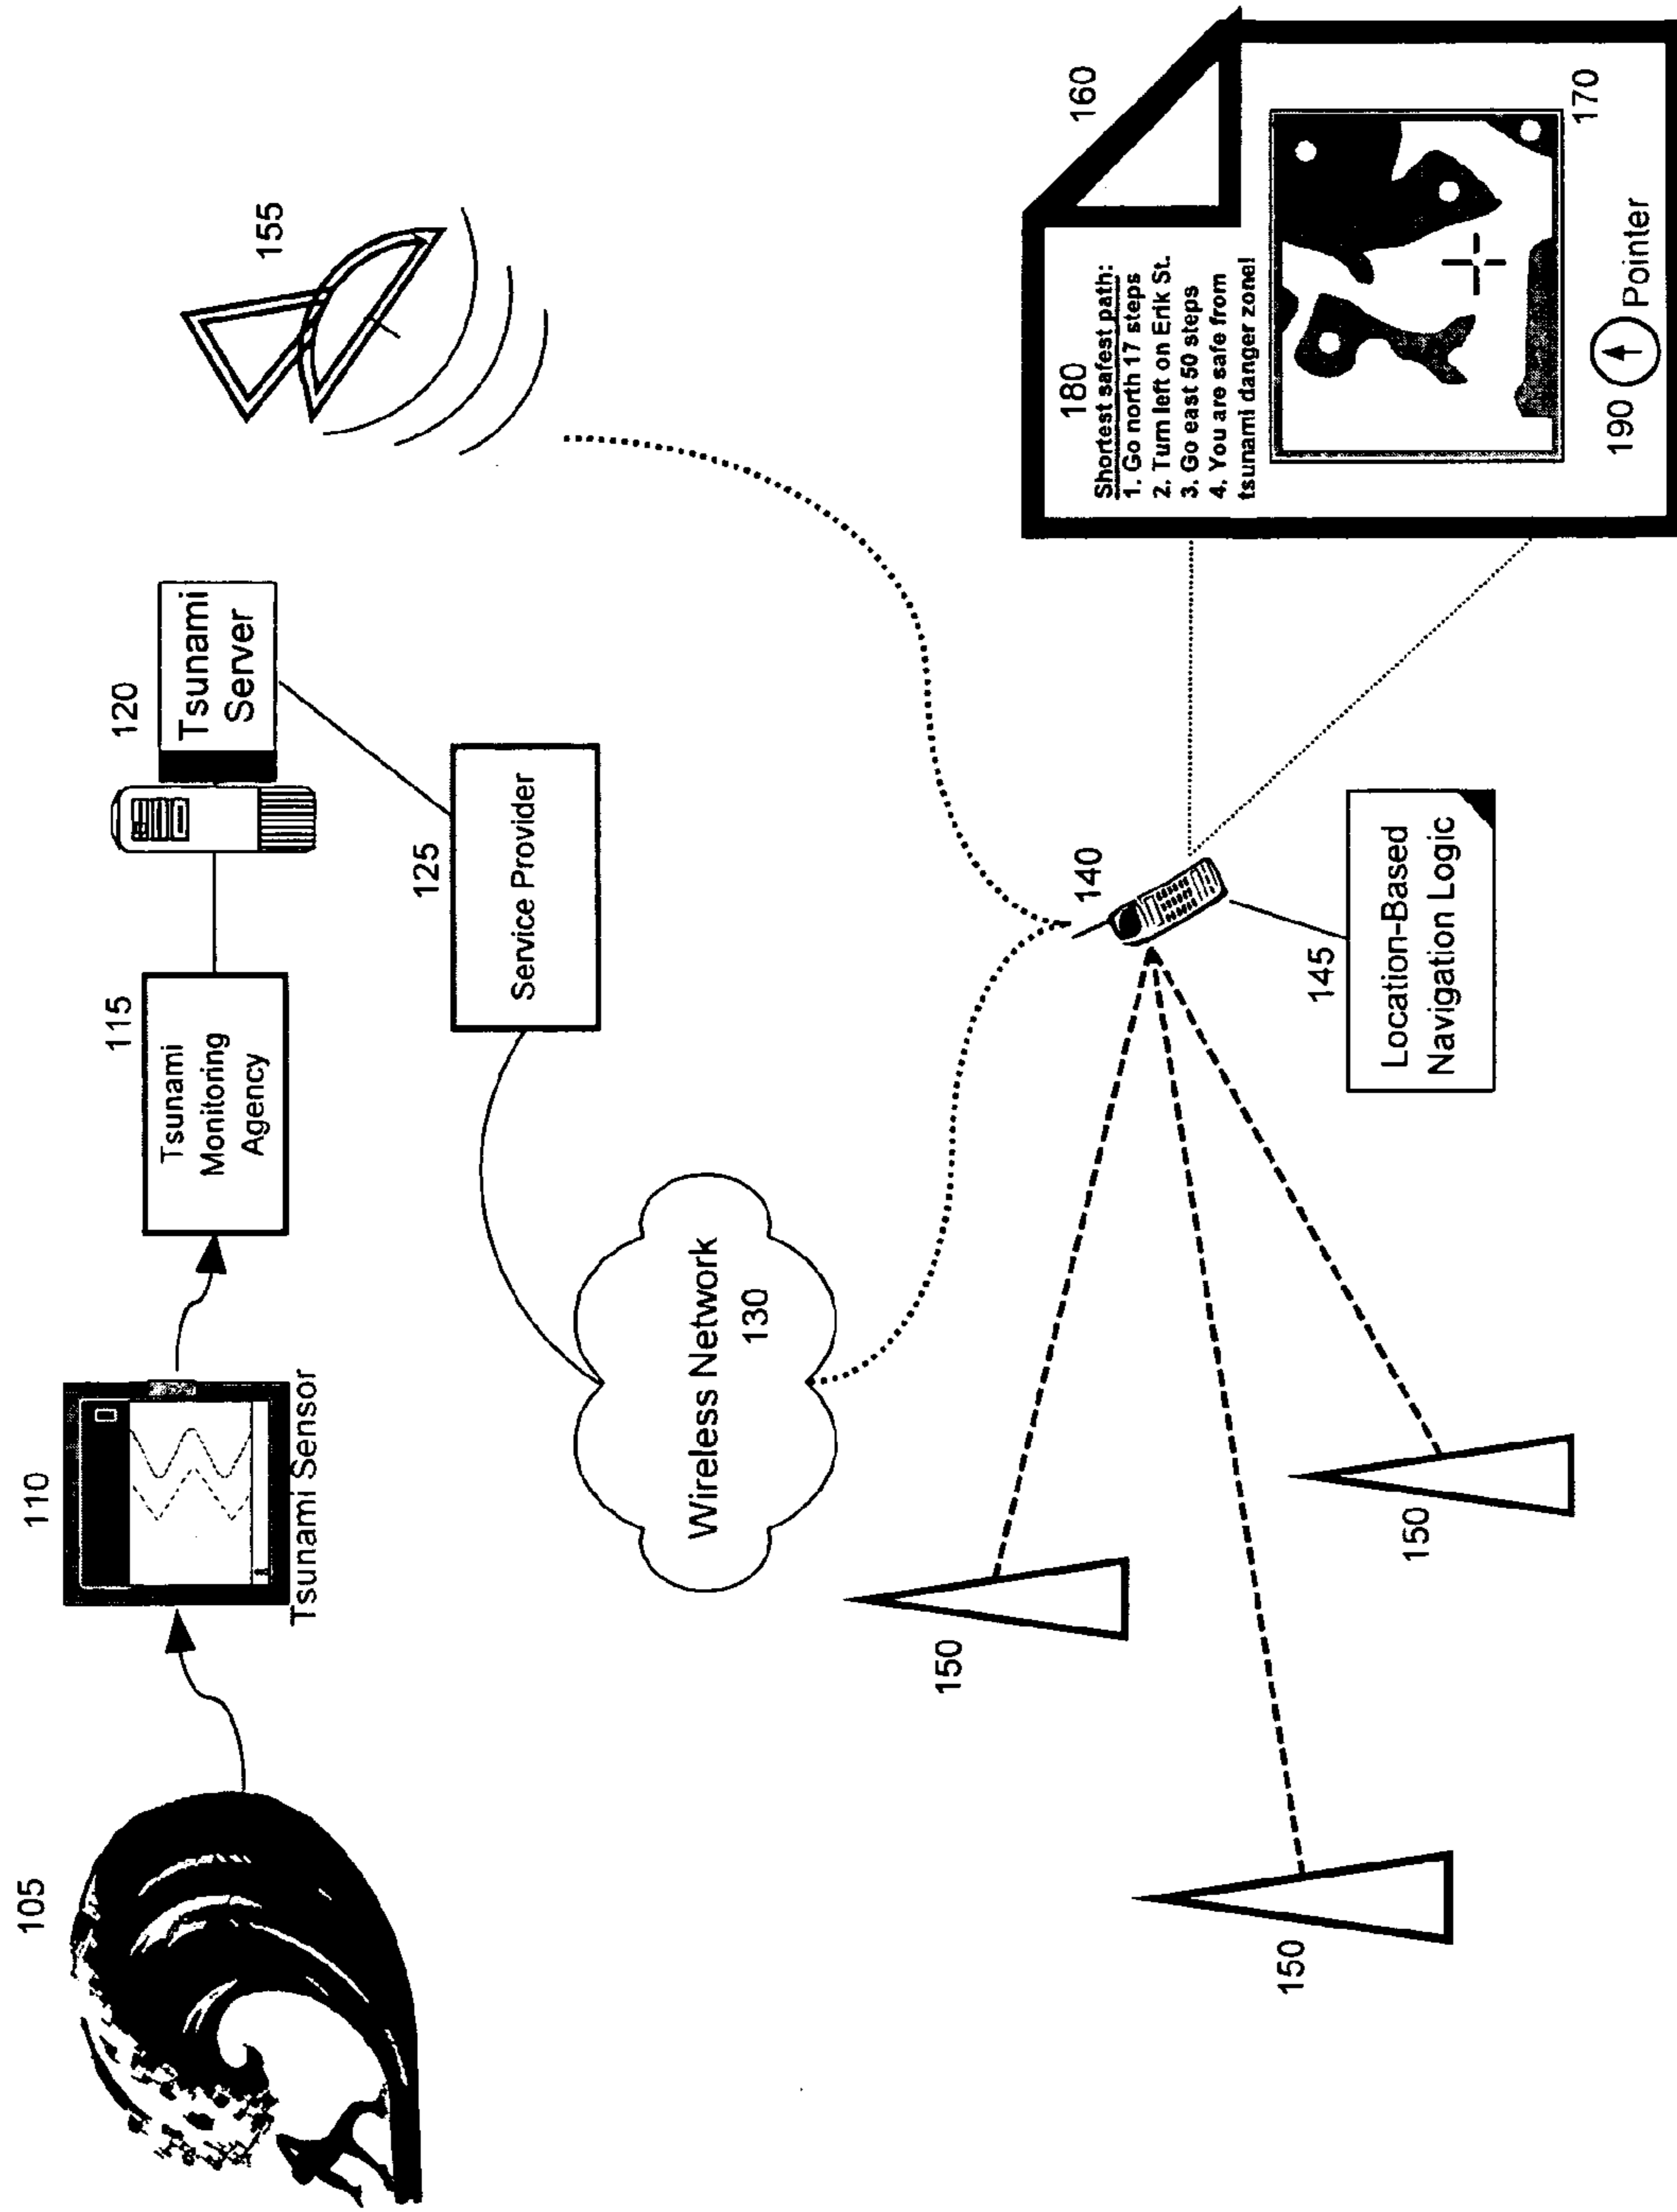 105
110
Tsunami Sensor
115
Tsunami
Monitoring
Agency
120
Tsunami
Server
155
125
Service Provider
Wireless Network
130
150
150
150
140
145
Location-Based
Navigation Logic
160
180
Shortest safest path:
1. Go north 17 steps
2. Turn left on Erik St.
3. Go east 50 steps
4. You are safe from
tsunami danger zone!
170
190
Pointer